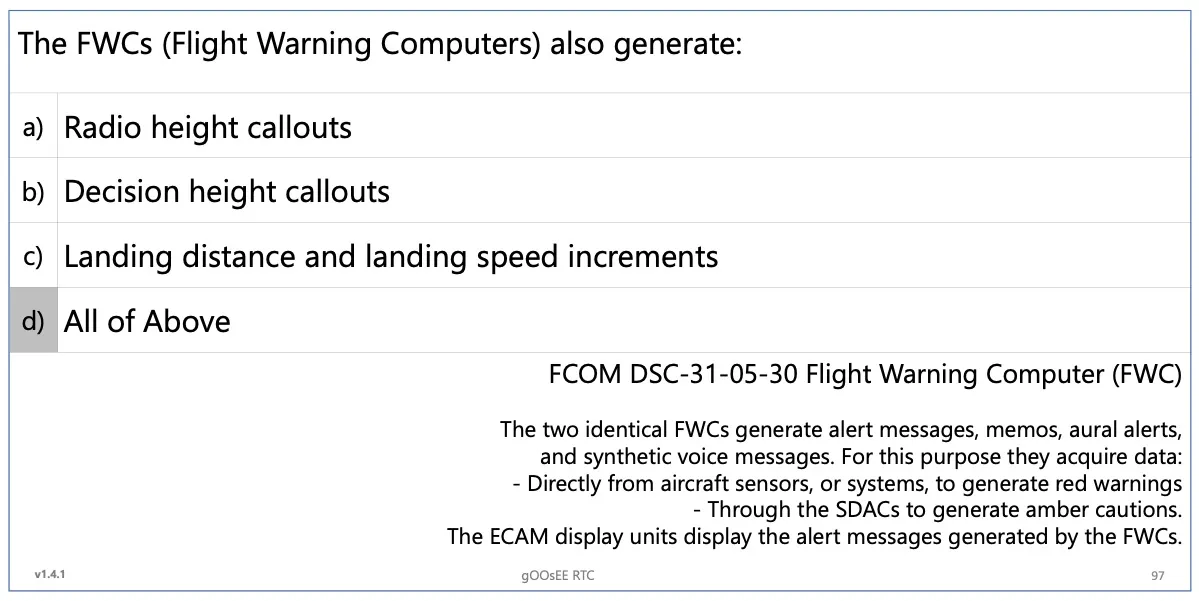 The FWCs (Flight Warning Computers) also generate:
a) Radio height callouts
b) Decision height callouts
c) Landing distance and landing speed increments
d) All of Above
FCOM DSC-31-05-30 Flight Warning Computer (FWC)
The two identical FWCs generate alert messages, memos, aural alerts,
and synthetic voice messages. For this purpose they acquire data:
- Directly from aircraft sensors, or systems, to generate red warnings
- Through the SDACs to generate amber cautions.
The ECAM display units display the alert messages generated by the FWCs.
v1.4.1 gOOsEE RTC 97